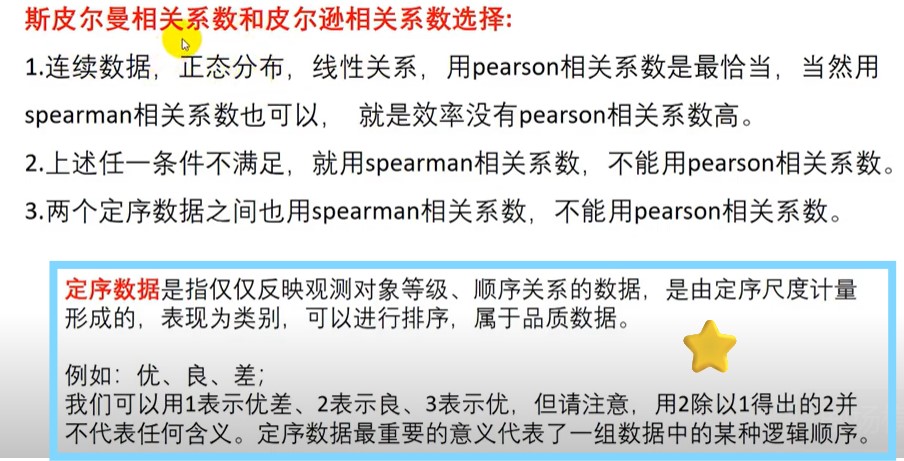 斯皮尔曼相关系数和皮尔逊相关系数选择:
1.连续数据，正态分布，线性关系，用pearson相关系数是最恰当，当然用
spearman相关系数也可以， 就是效率没有pearson相关系数高。
2.上述任一条件不满足，就用spearman相关系数，不能用pearson相关系数。
3.两个定序数据之间也用spearman相关系数，不能用pearson相关系数。
定序数据是指仅仅反映观测对象等级、顺序关系的数据，是由定序尺度计量
形成的，表现为类别，可以进行排序，属于品质数据。
例如：优、良、差；
我们可以用1表示优差、2表示良、3表示优，但请注意，用2除以1得出的2并
不代表任何含义。定序数据最重要的意义代表了一组数据中的某种逻辑顺序。